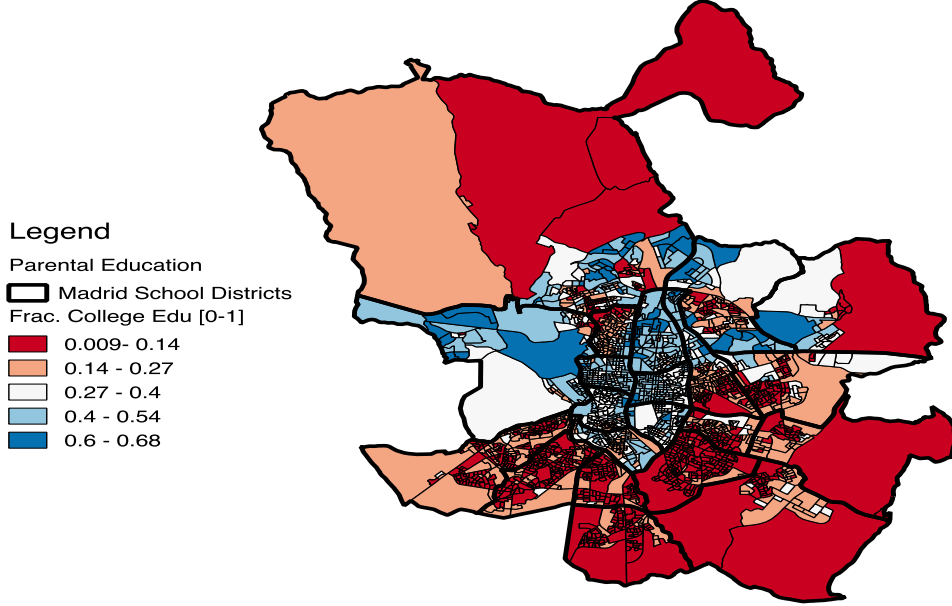 Legend
Parental Education
Madrid School Districts
Frac. College Edu [0-1]
0.009- 0.14
0.14 - 0.27
0.27 - 0.4
0.4 - 0.54
0.6 - 0.68